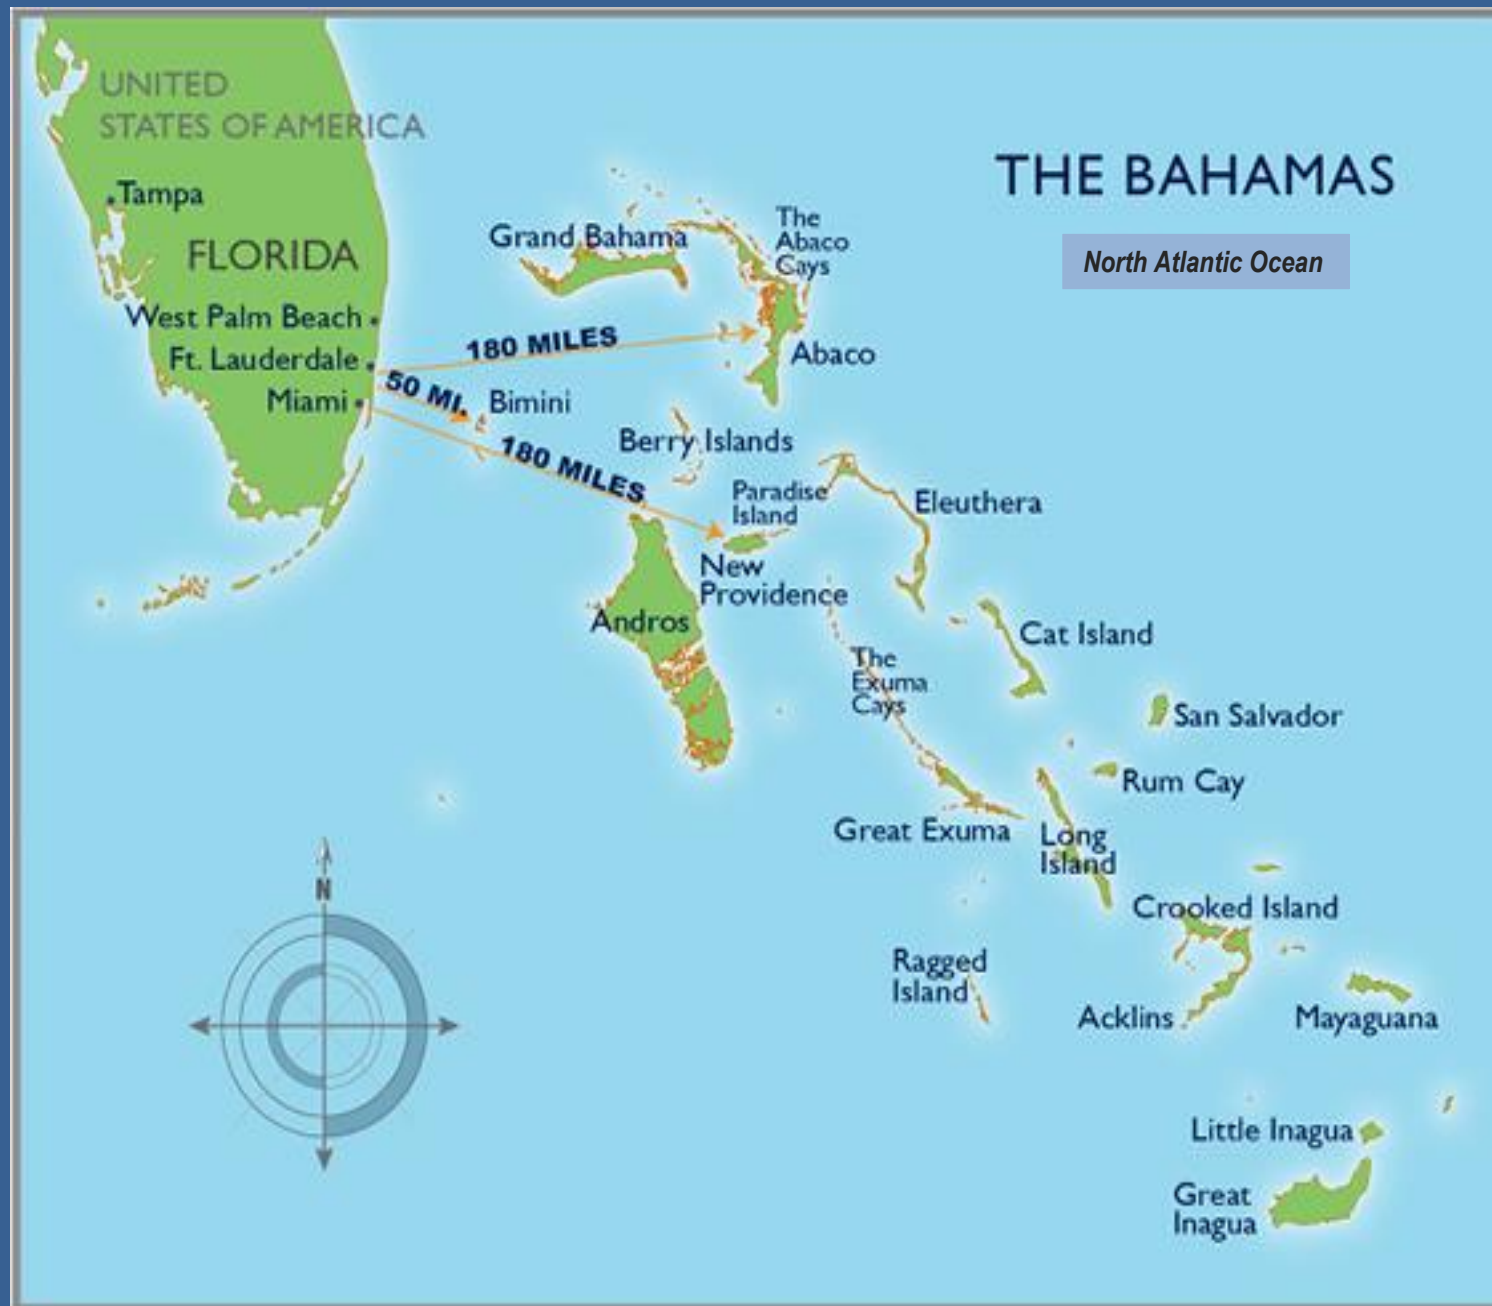 UNITED
STATES OF AMERICA
THE BAHAMAS
Tampa
The
Abaco
Cays
Grand Bahama
FLORIDA
North Atlantic Ocean
West Palm Beach
180 MILES
Ft. Lauderdale
Abaco
50 MI.
Miami
Bimini
Berry Islands
180 MILES
Paradise
Island
Eleuthera
New
Providence
Andros
Cat Island
The
Exuma
Cays
San Salvador
Rum Cay
Great Exuma
Long
Island
N
Crooked Island
Ragged
Island
Acklins
Mayaguana
Little Inagua
Great
Inagua